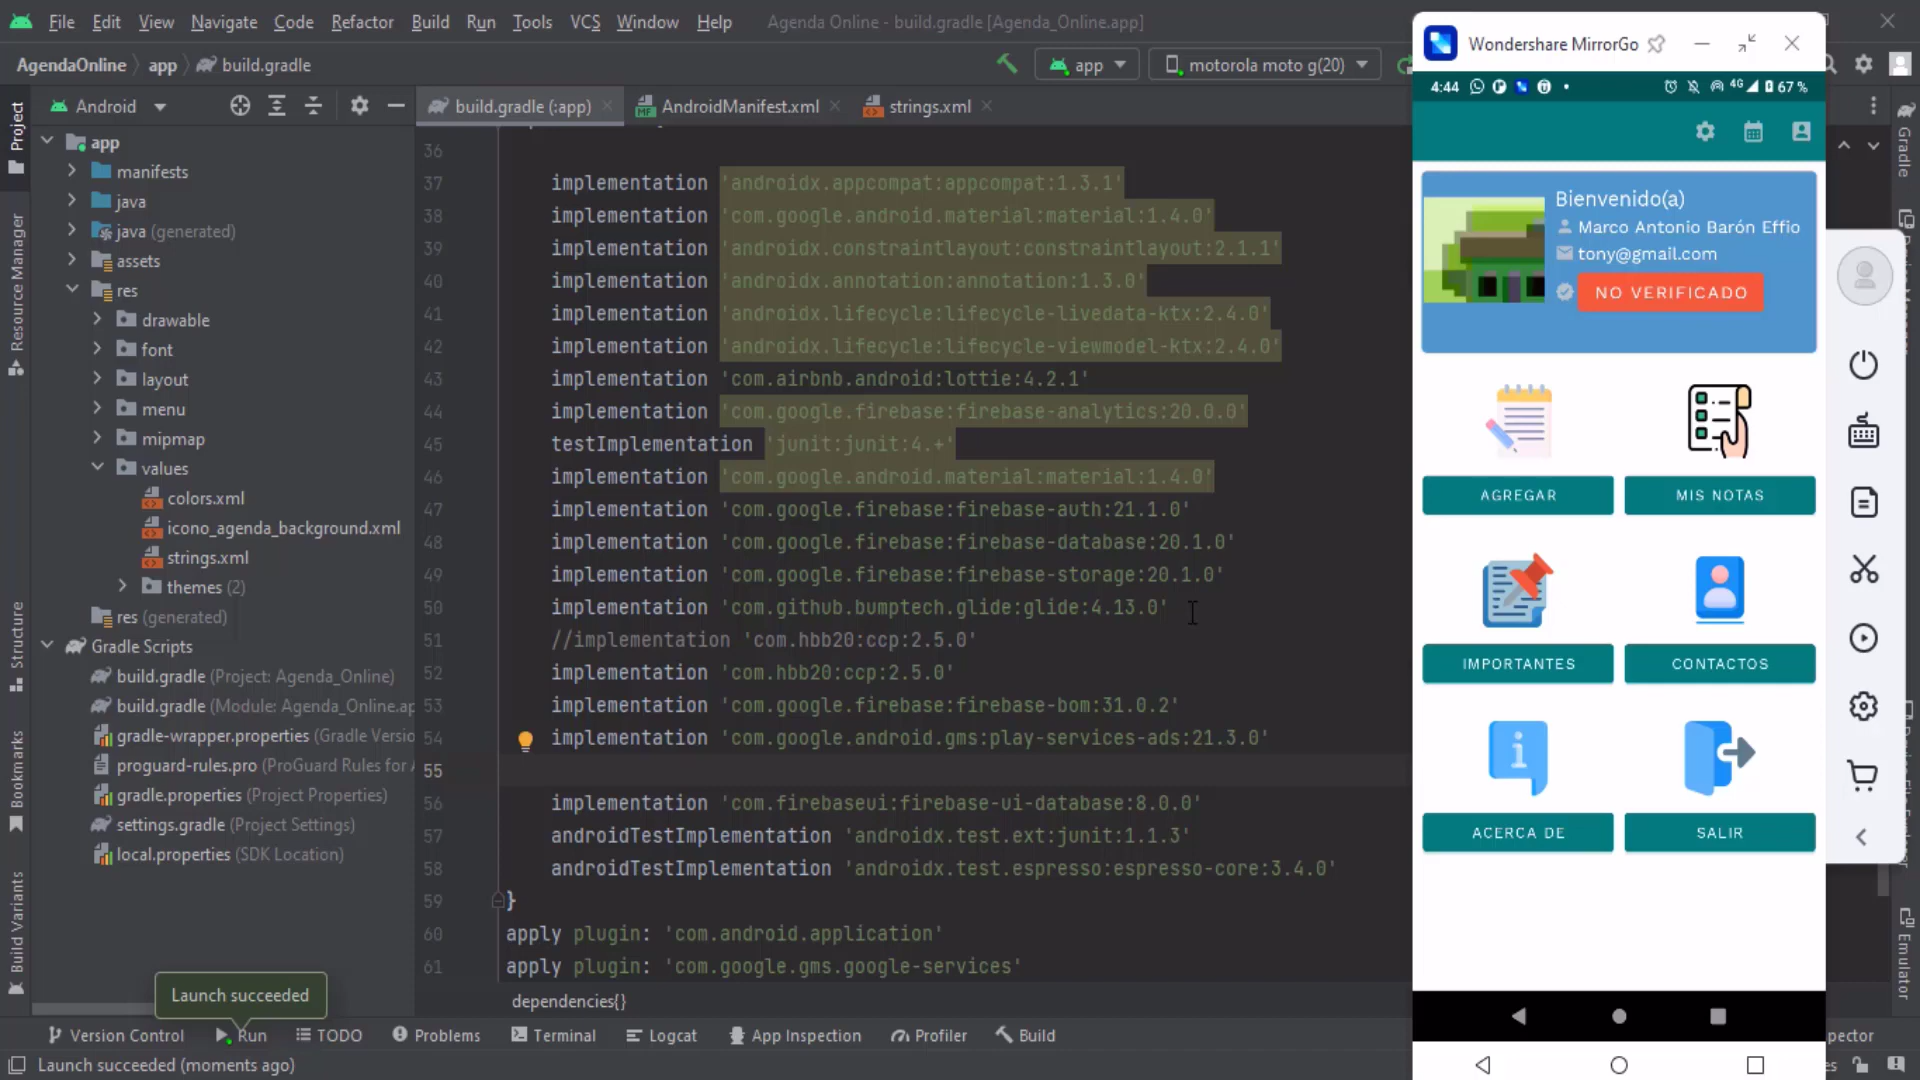 File Edit View Navigate Code Refactor Build Run Tools VCS Window Help Agenda Online - build.gradle [Agenda_Online.app]
AgendaOnline app build.gradle app motorola moto g(20)
Android build.gradle (:app) AndroidManifest.xml strings.xml
Project
Resource Manager
Structure
Bookmarks
Build Variants
app
manifests
java
java (generated)
assets
res
drawable
font
layout
menu
mipmap
values
colors.xml
icono_agenda_background.xml
strings.xml
themes (2)
res (generated)
Gradle Scripts
build.gradle (Project: Agenda_Online)
build.gradle (Module: Agenda_Online.ap
gradle-wrapper.properties (Gradle Versio
proguard-rules.pro (ProGuard Rules for A
gradle.properties (Project Properties)
settings.gradle (Project Settings)
local.properties (SDK Location)
36
37 implementation 'androidx.appcompat:appcompat:1.3.1'
38 implementation 'com.google.android.material:material:1.4.0'
39 implementation 'androidx.constraintlayout:constraintlayout:2.1.1'
40 implementation 'androidx.annotation:annotation:1.3.0'
41 implementation 'androidx.lifecycle:lifecycle-livedata-ktx:2.4.0'
42 implementation 'androidx.lifecycle:lifecycle-viewmodel-ktx:2.4.0'
43 implementation 'com.airbnb.android:lottie:4.2.1'
44 implementation 'com.google.firebase:firebase-analytics:20.0.0'
45 testImplementation 'junit:junit:4.+'
46 implementation 'com.google.android.material:material:1.4.0'
47 implementation 'com.google.firebase:firebase-auth:21.1.0'
48 implementation 'com.google.firebase:firebase-database:20.1.0'
49 implementation 'com.google.firebase:firebase-storage:20.1.0'
50 implementation 'com.github.bumptech.glide:glide:4.13.0'
51 //implementation 'com.hbb20:ccp:2.5.0'
52 implementation 'com.hbb20:ccp:2.5.0'
53 implementation 'com.google.firebase:firebase-bom:31.0.2'
54 implementation 'com.google.android.gms:play-services-ads:21.3.0'
55
56 implementation 'com.firebaseui:firebase-ui-database:8.0.0'
57 androidTestImplementation 'androidx.test.ext:junit:1.1.3'
58 androidTestImplementation 'androidx.test.espresso:espresso-core:3.4.0'
59 }
60 apply plugin: 'com.android.application'
61 apply plugin: 'com.google.gms.google-services'
dependencies{}
Launch succeeded
Version Control Run TODO Problems Terminal Logcat App Inspection Profiler Build
Launch succeeded (moments ago)
Wondershare MirrorGo
4:44 4G 67 %
Bienvenido(a)
Marco Antonio Barón Effio
tony@gmail.com
NO VERIFICADO
AGREGAR MIS NOTAS
IMPORTANTES CONTACTOS
ACERCA DE SALIR
Gradle
Emulator
pector